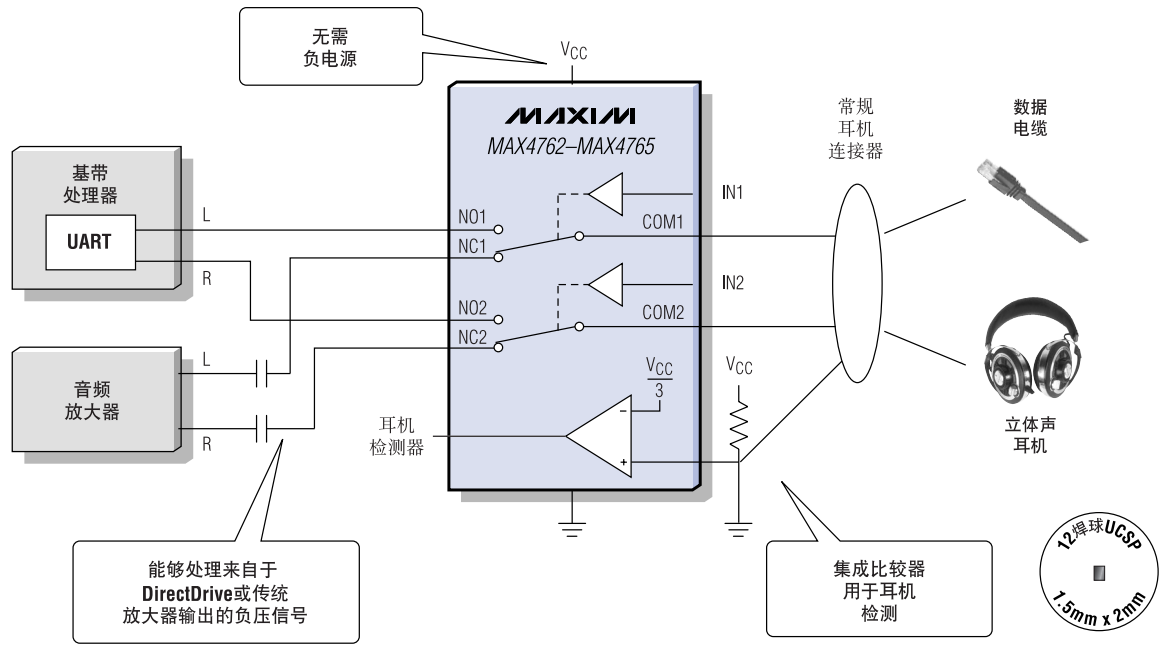 无需
负电源
VCC
MAXIM
MAX4762–MAX4765
常规
耳机
连接器
数据
电缆
基带
处理器
UART
L
R
NO1
NC1
IN1
COM1
NO2
NC2
IN2
COM2
音频
放大器
L
R
耳机
检测器
VCC
3
−
+
VCC
立体声
耳机
能够处理来自于
DirectDrive或传统
放大器输出的负压信号
集成比较器
用于耳机
检测
12焊球UCSP
1.5mm x 2mm